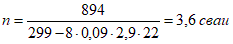 n = 894 / (299 − 8 · 0,09 · 2,9 · 22) = 3,6 сваи